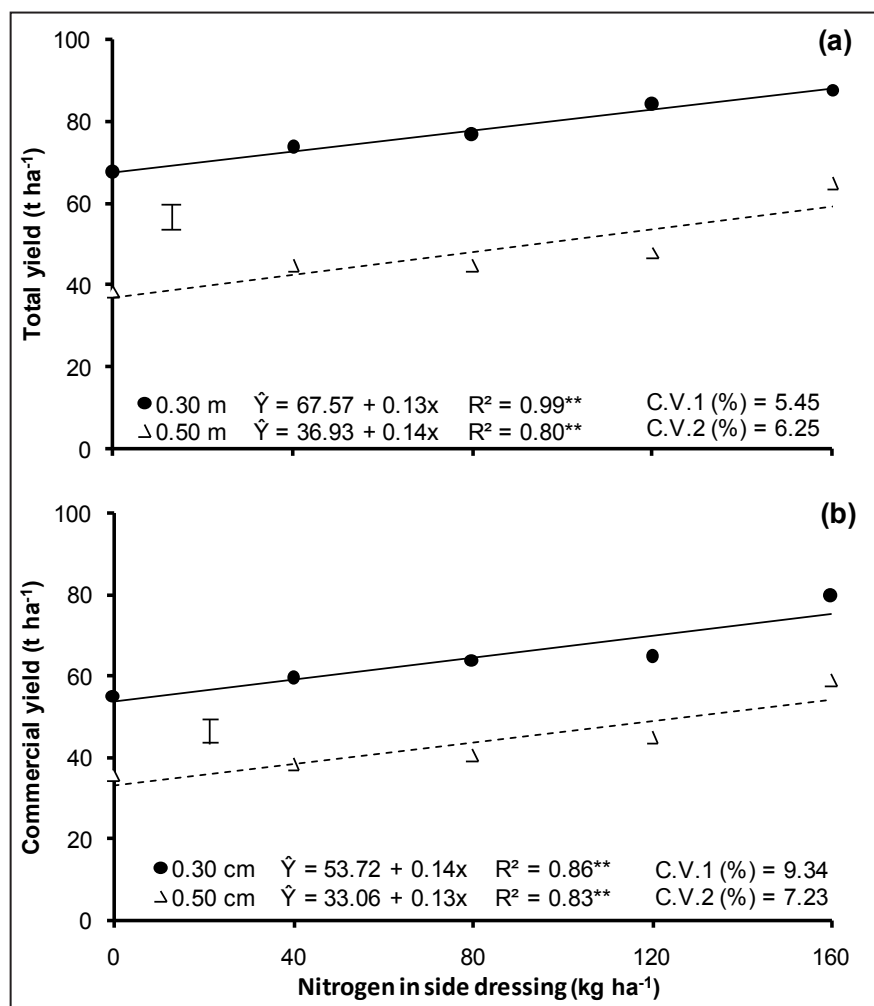 (a)
Total yield (t ha⁻¹)
100
80
60
40
20
0
0.30 m Ŷ = 67.57 + 0.13x R² = 0.99** C.V.1 (%) = 5.45
0.50 m Ŷ = 36.93 + 0.14x R² = 0.80** C.V.2 (%) = 6.25
(b)
Commercial yield (t ha⁻¹)
100
80
60
40
20
0
0.30 cm Ŷ = 53.72 + 0.14x R² = 0.86** C.V.1 (%) = 9.34
0.50 cm Ŷ = 33.06 + 0.13x R² = 0.83** C.V.2 (%) = 7.23
0 40 80 120 160
Nitrogen in side dressing (kg ha⁻¹)